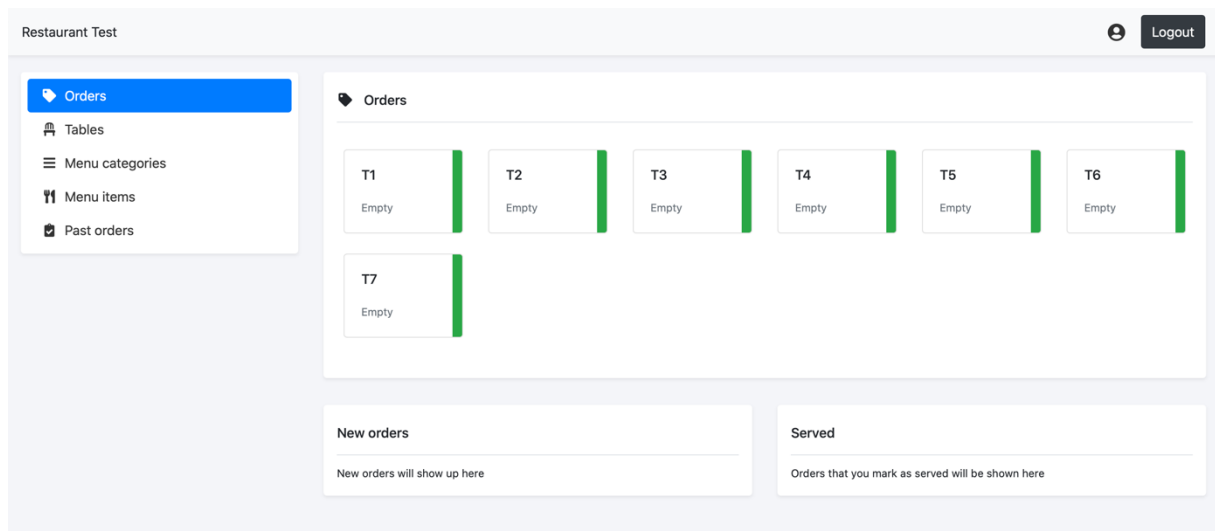 Restaurant Test
Logout
Orders
Tables
Menu categories
Menu items
Past orders
Orders
T1 T2 T3 T4 T5 T6
Empty Empty Empty Empty Empty Empty
T7
Empty
New orders
New orders will show up here
Served
Orders that you mark as served will be shown here